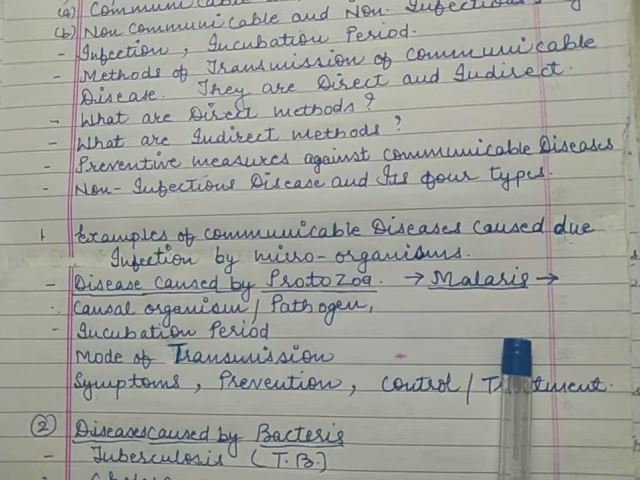 (a) Communicable
(b) Non Communicable and Non-Infectious
- Infection, Incubation Period.
- Methods of Transmission of communicable
Disease. They are Direct and Indirect.
- What are Direct methods?
- What are Indirect methods?
- Preventive measures against communicable Diseases
- Non-Infectious Disease and Its four types.
1. Examples of communicable Diseases caused due
Infection by micro-organisms.
- Disease caused by Protozoa. → Malaris →
Causal organism / Pathogen,
- Incubation Period
Mode of Transmission
Symptoms, Prevention, Control / Treatment.
② Diseases caused by Bacteris
- Tuberculosis (T.B.)